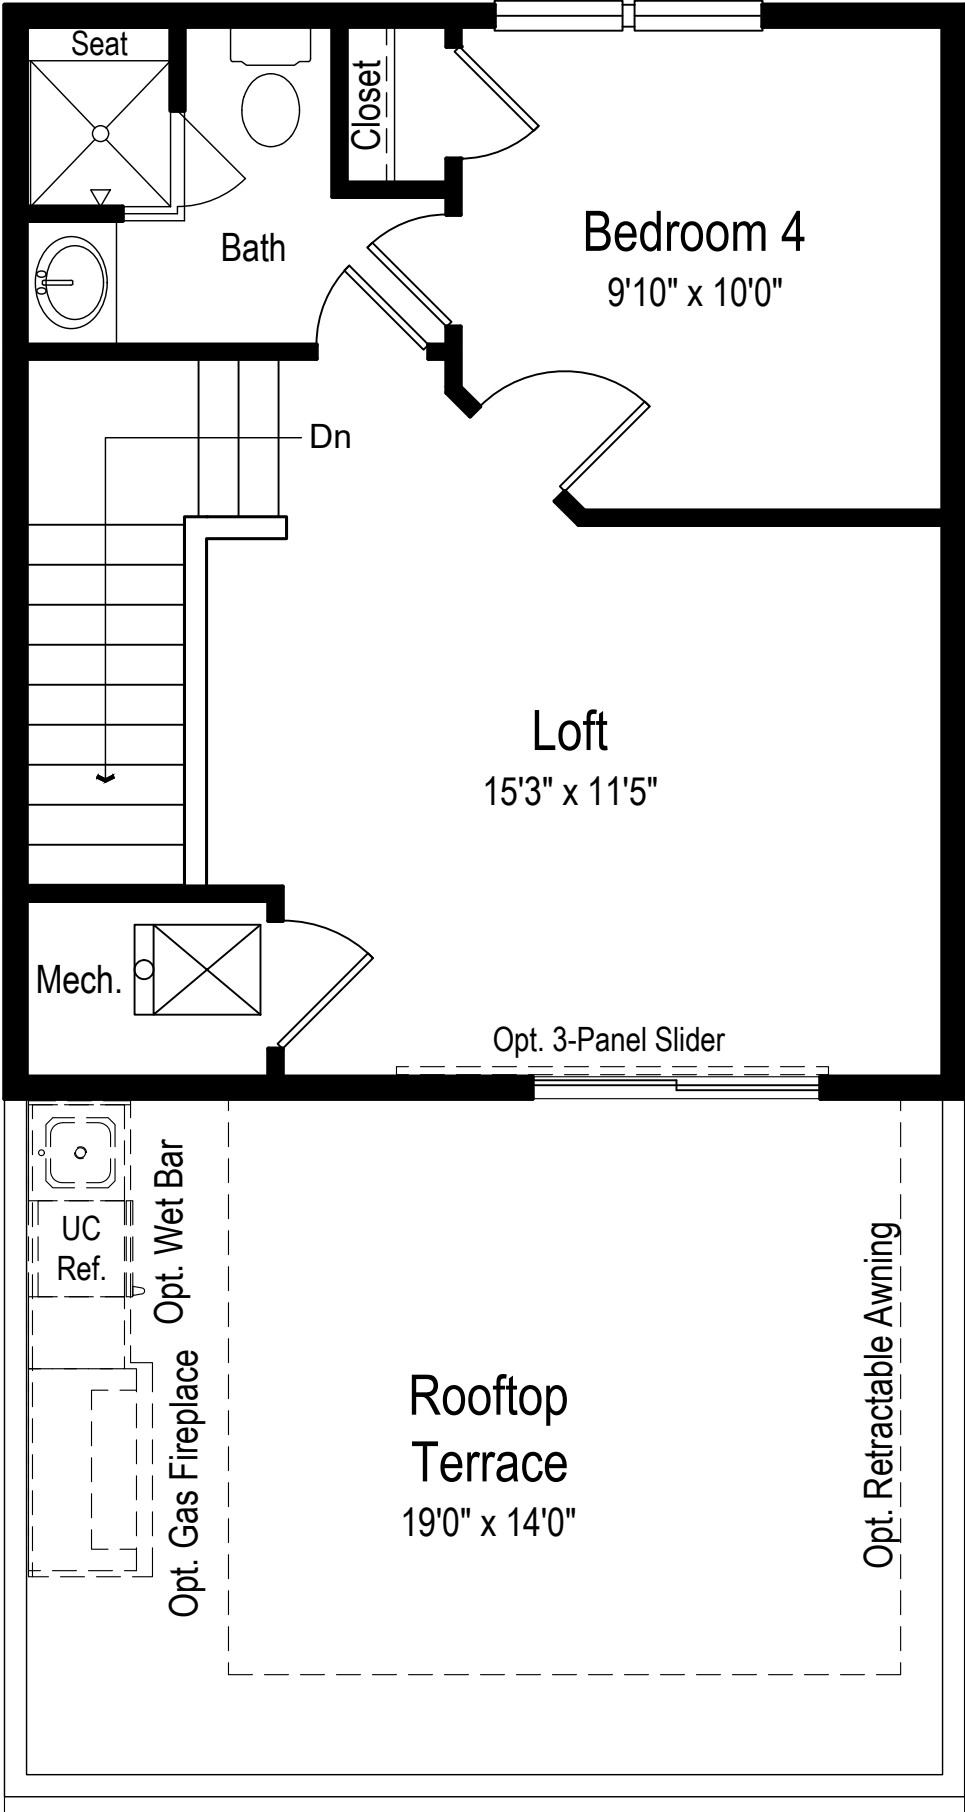 Seat
Closet
Bath
Bedroom 4
9'10" x 10'0"
Dn
Loft
15'3" x 11'5"
Mech.
Opt. 3-Panel Slider
Opt. Wet Bar
UC
Ref.
Opt. Gas Fireplace
Rooftop
Terrace
19'0" x 14'0"
Opt. Retractable Awning